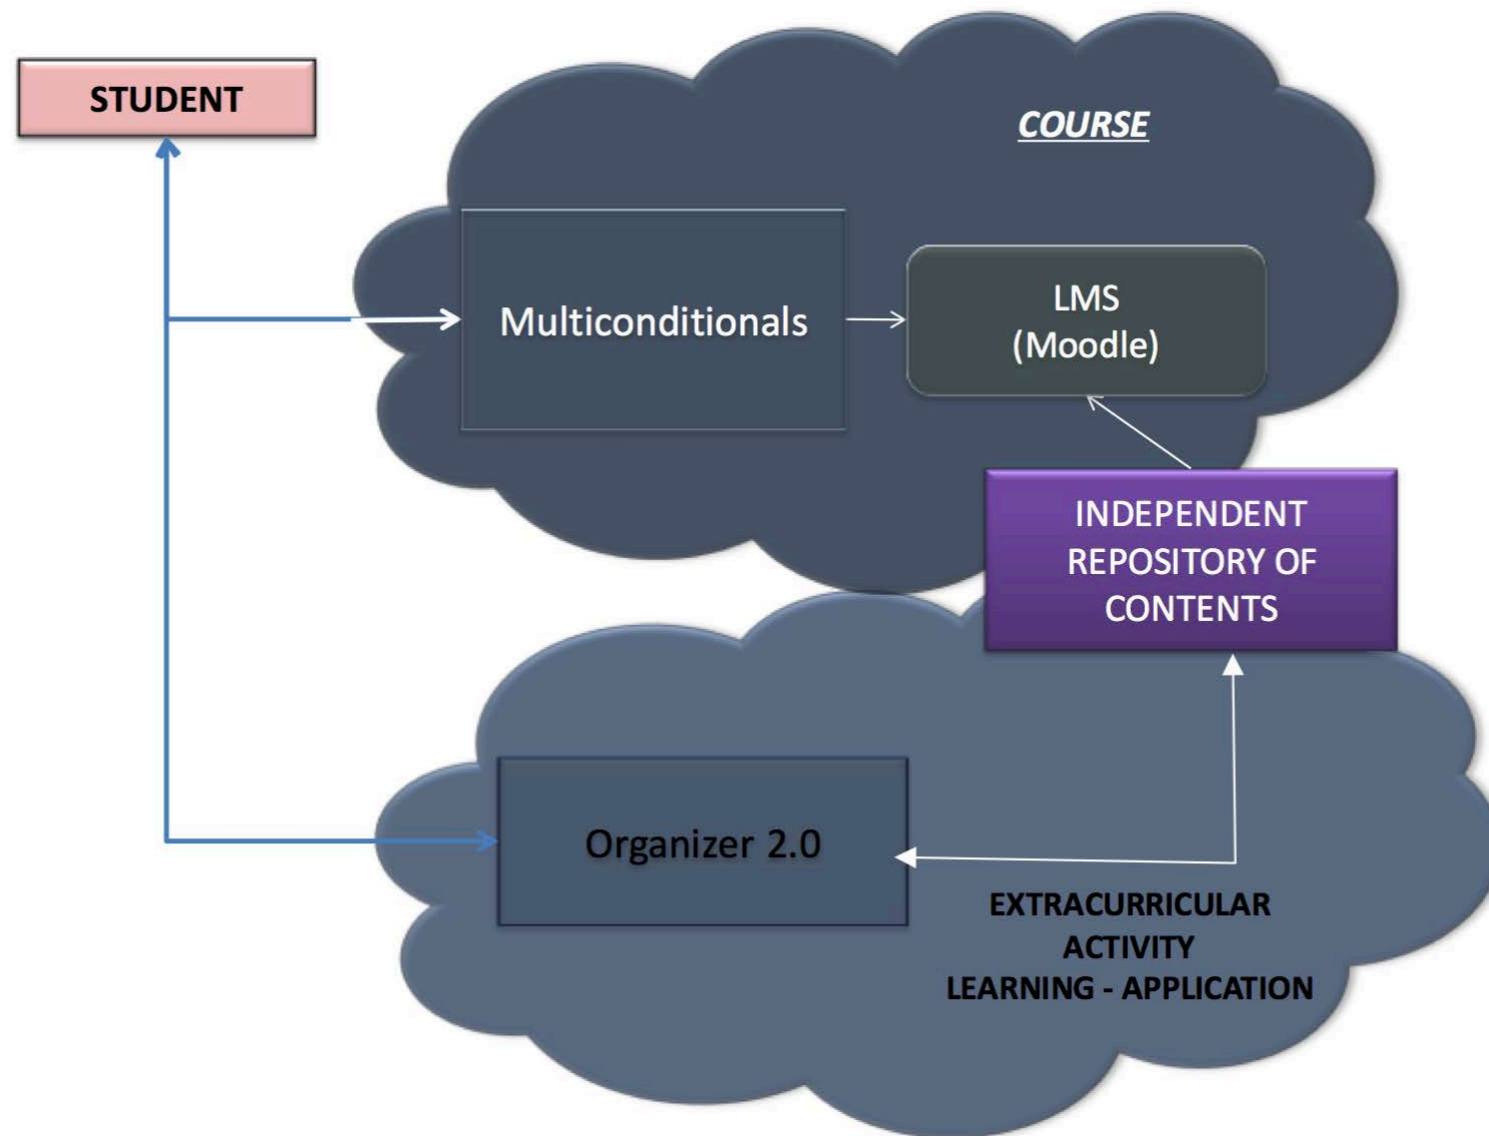 STUDENT
COURSE
Multiconditionals
LMS
(Moodle)
INDEPENDENT
REPOSITORY OF
CONTENTS
Organizer 2.0
EXTRACURRICULAR
ACTIVITY
LEARNING - APPLICATION